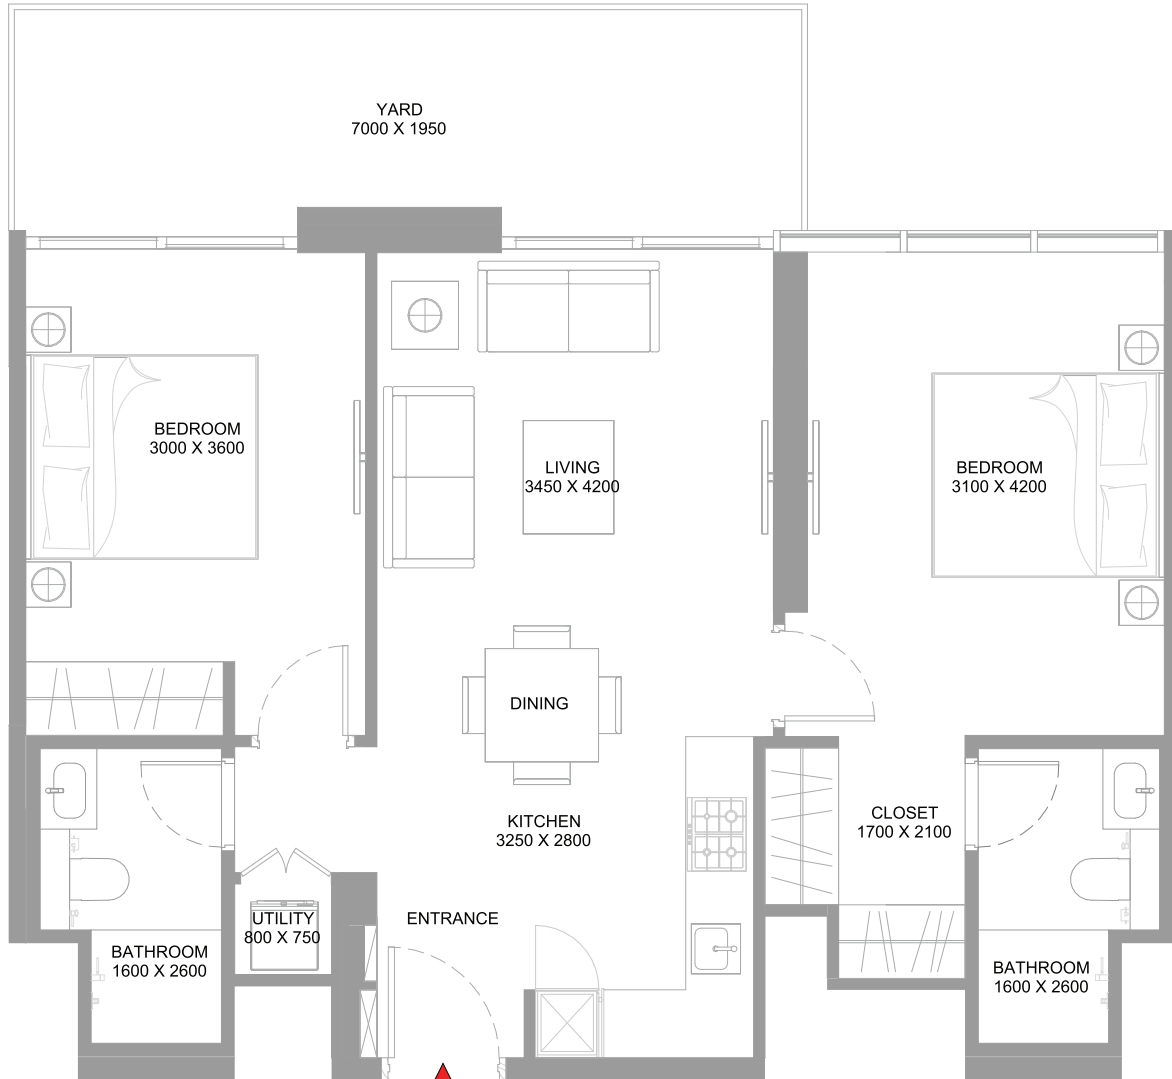 YARD
7000 X 1950
BEDROOM
3000 X 3600
LIVING
3450 X 4200
BEDROOM
3100 X 4200
DINING
KITCHEN
3250 X 2800
CLOSET
1700 X 2100
ENTRANCE
UTILITY
800 X 750
BATHROOM
1600 X 2600
BATHROOM
1600 X 2600